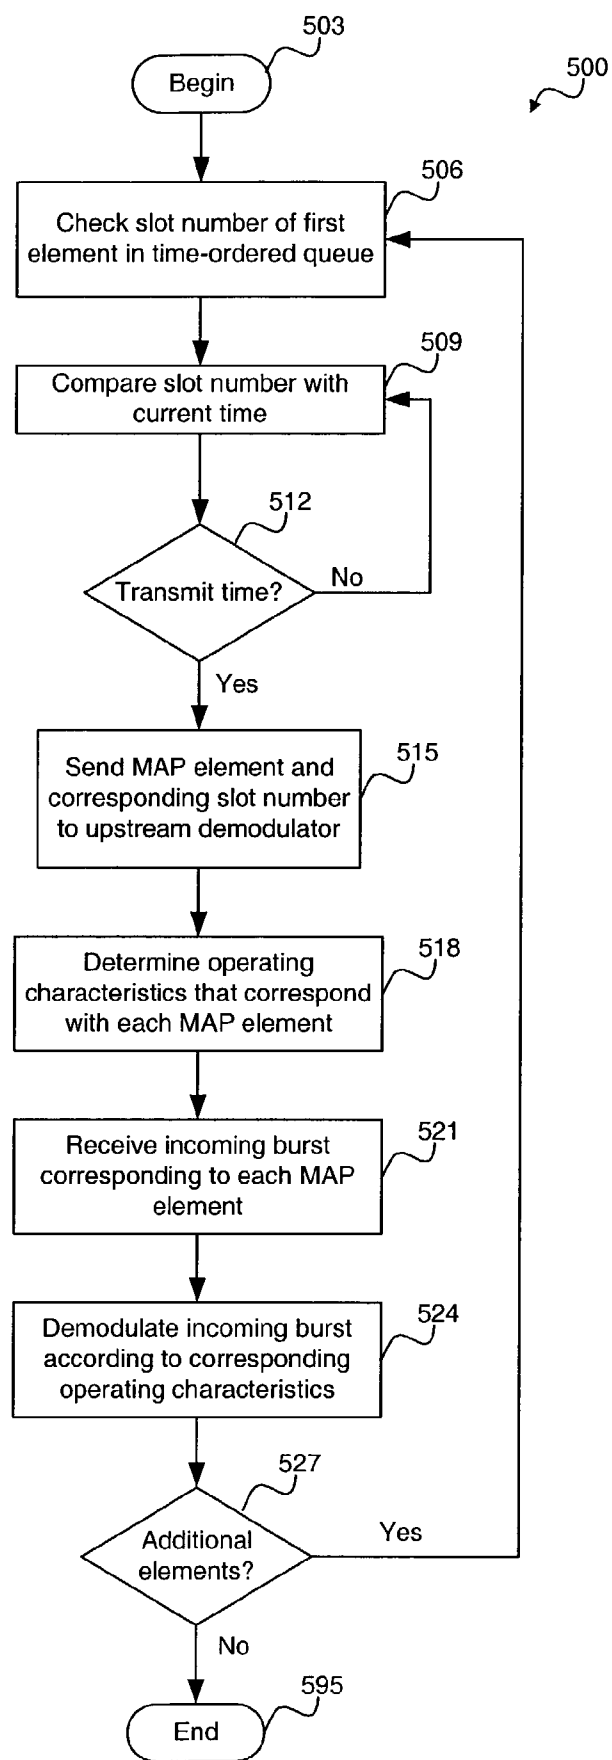 503
Begin
500
506
Check slot number of first
element in time-ordered queue
509
Compare slot number with
current time
512
Transmit time?
No
Yes
515
Send MAP element and
corresponding slot number
to upstream demodulator
518
Determine operating
characteristics that correspond
with each MAP element
521
Receive incoming burst
corresponding to each MAP
element
524
Demodulate incoming burst
according to corresponding
operating characteristics
527
Additional
elements?
Yes
No
595
End